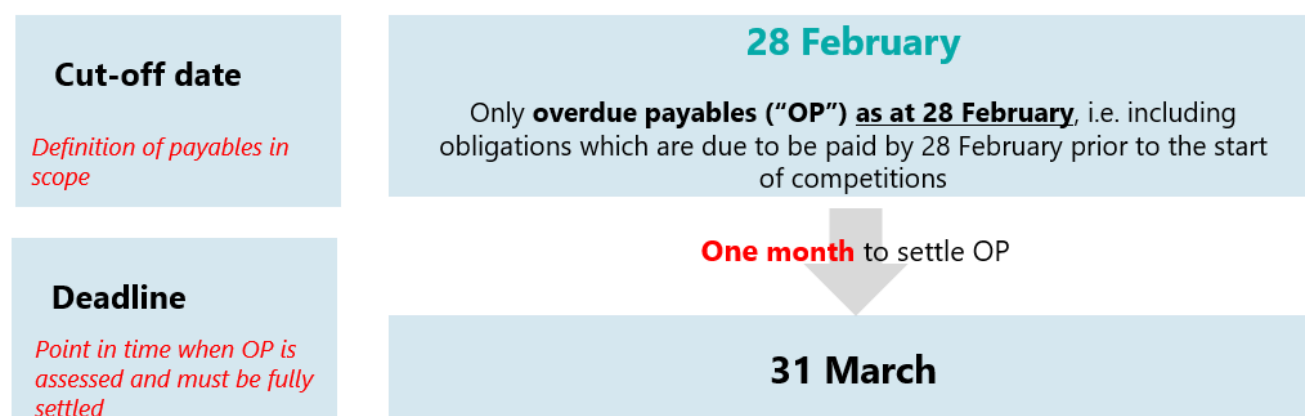 Cut-off date
Definition of payables in
scope
28 February
Only overdue payables (“OP”) as at 28 February, i.e. including
obligations which are due to be paid by 28 February prior to the start
of competitions
One month to settle OP
Deadline
Point in time when OP is
assessed and must be fully
settled
31 March